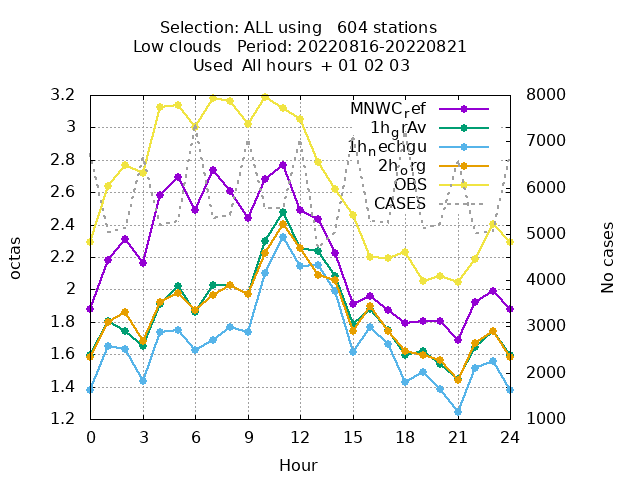 Selection: ALL using 604 stations
Low clouds Period: 20220816-20220821
Used All hours + 01 02 03
MNWC_ref
1h_grAv
1h_nechgu
2h_org
OBS
CASES
octas
No cases
3.2
3
2.8
2.6
2.4
2.2
2
1.8
1.6
1.4
1.2
8000
7000
6000
5000
4000
3000
2000
1000
0 3 6 9 12 15 18 21 24
Hour